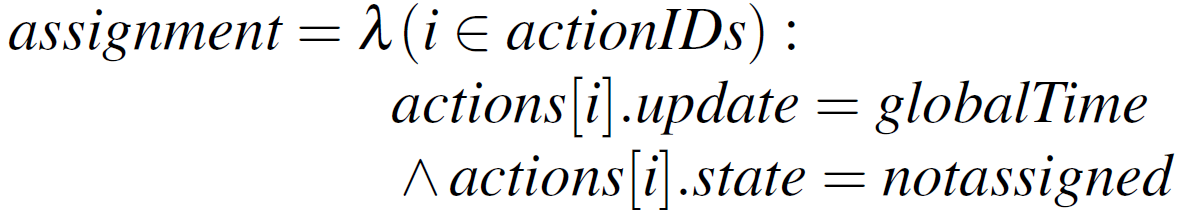 assignment = λ(i ∈ actionIDs) :
actions[i].update = globalTime
∧ actions[i].state = notassigned